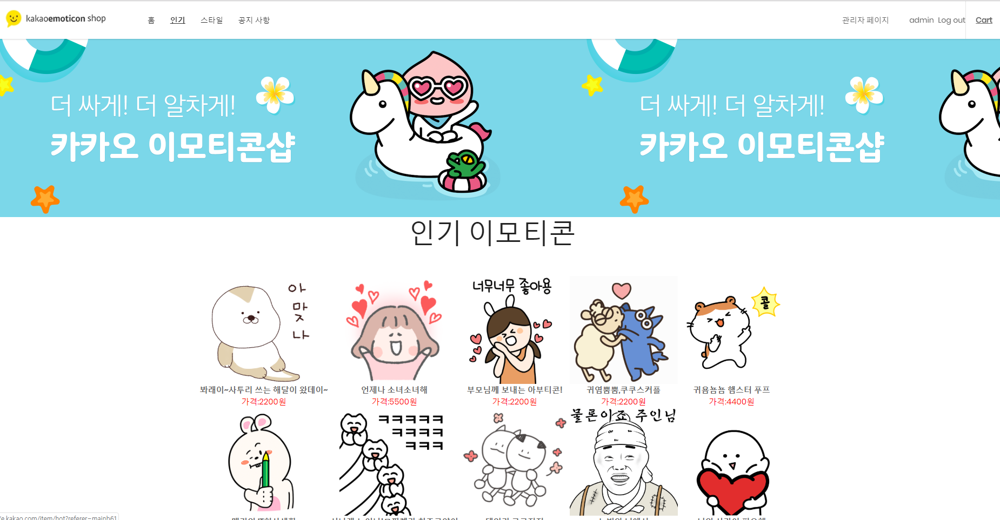 kakaoemoticon shop 홈 인기 스타일 공지 사항 관리자 페이지 admin Log out Cart
더 싸게! 더 알차게! 더 싸게! 더 알차게!
카카오 이모티콘샵 카카오 이모티콘샵
인기 이모티콘
아
맞
나
너무너무 좋아용
콜
봐래이~사투리 쓰는 해달이 왔데이~ 언제나 소녀소녀해 부모님께 보내는 아부티콘! 귀염뿜뿜,쿠쿠스커플 귀욤뇸뇸 햄스터 푸프
가격:2200원 가격:5500원 가격:2200원 가격:2200원 가격:4400원
ㅋㅋㅋㅋㅋ
ㅋㅋㅋㅋ
ㅋㅋㅋ
물론이죠 주인님
/e.kakao.com/item/hot?referer=mainb61